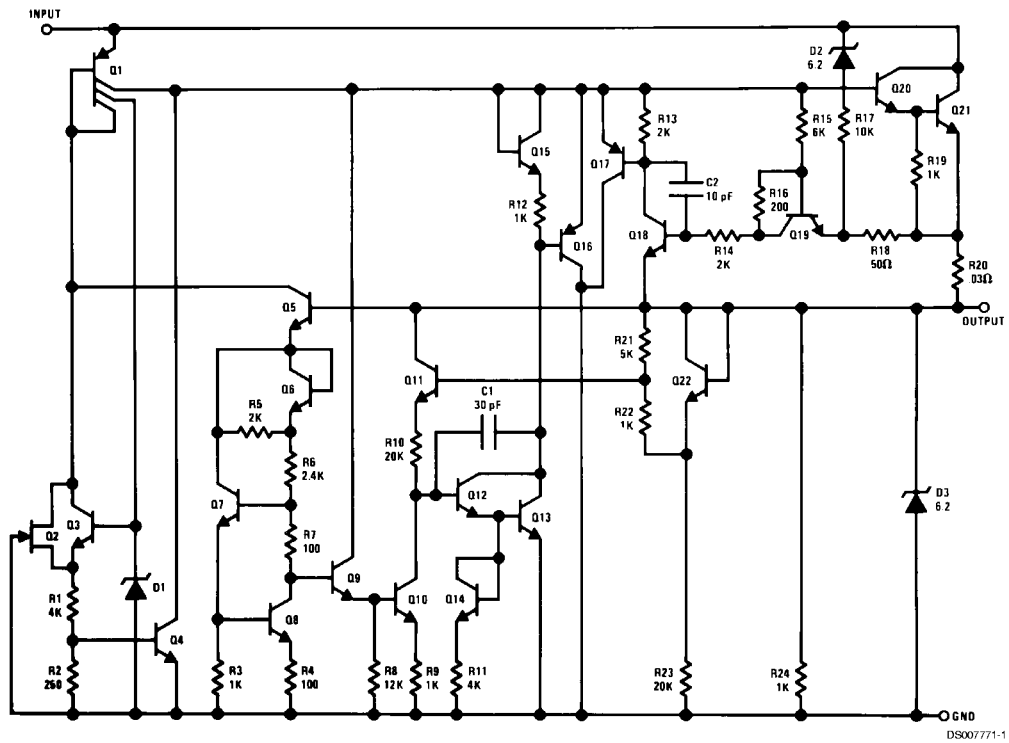 INPUT
Q1
D2
6.2
Q20
Q21
R13
2K
R15
6K
R17
10K
R19
1K
Q15
Q17
C2
10 pF
R16
200
R12
1K
Q16
Q18
R14
2K
Q19
R18
50Ω
R20
.03Ω
OUTPUT
Q5
Q6
R5
2K
Q11
C1
30 pF
R21
5K
R22
1K
Q22
R10
20K
R6
2.4K
Q7
Q12
Q13
D3
6.2
Q2
Q3
R7
100
D1
Q9
Q10
Q14
R1
4K
Q4
Q8
R2
260
R3
1K
R4
100
R8
12K
R9
1K
R11
4K
R23
20K
R24
1K
GND
DS007771-1